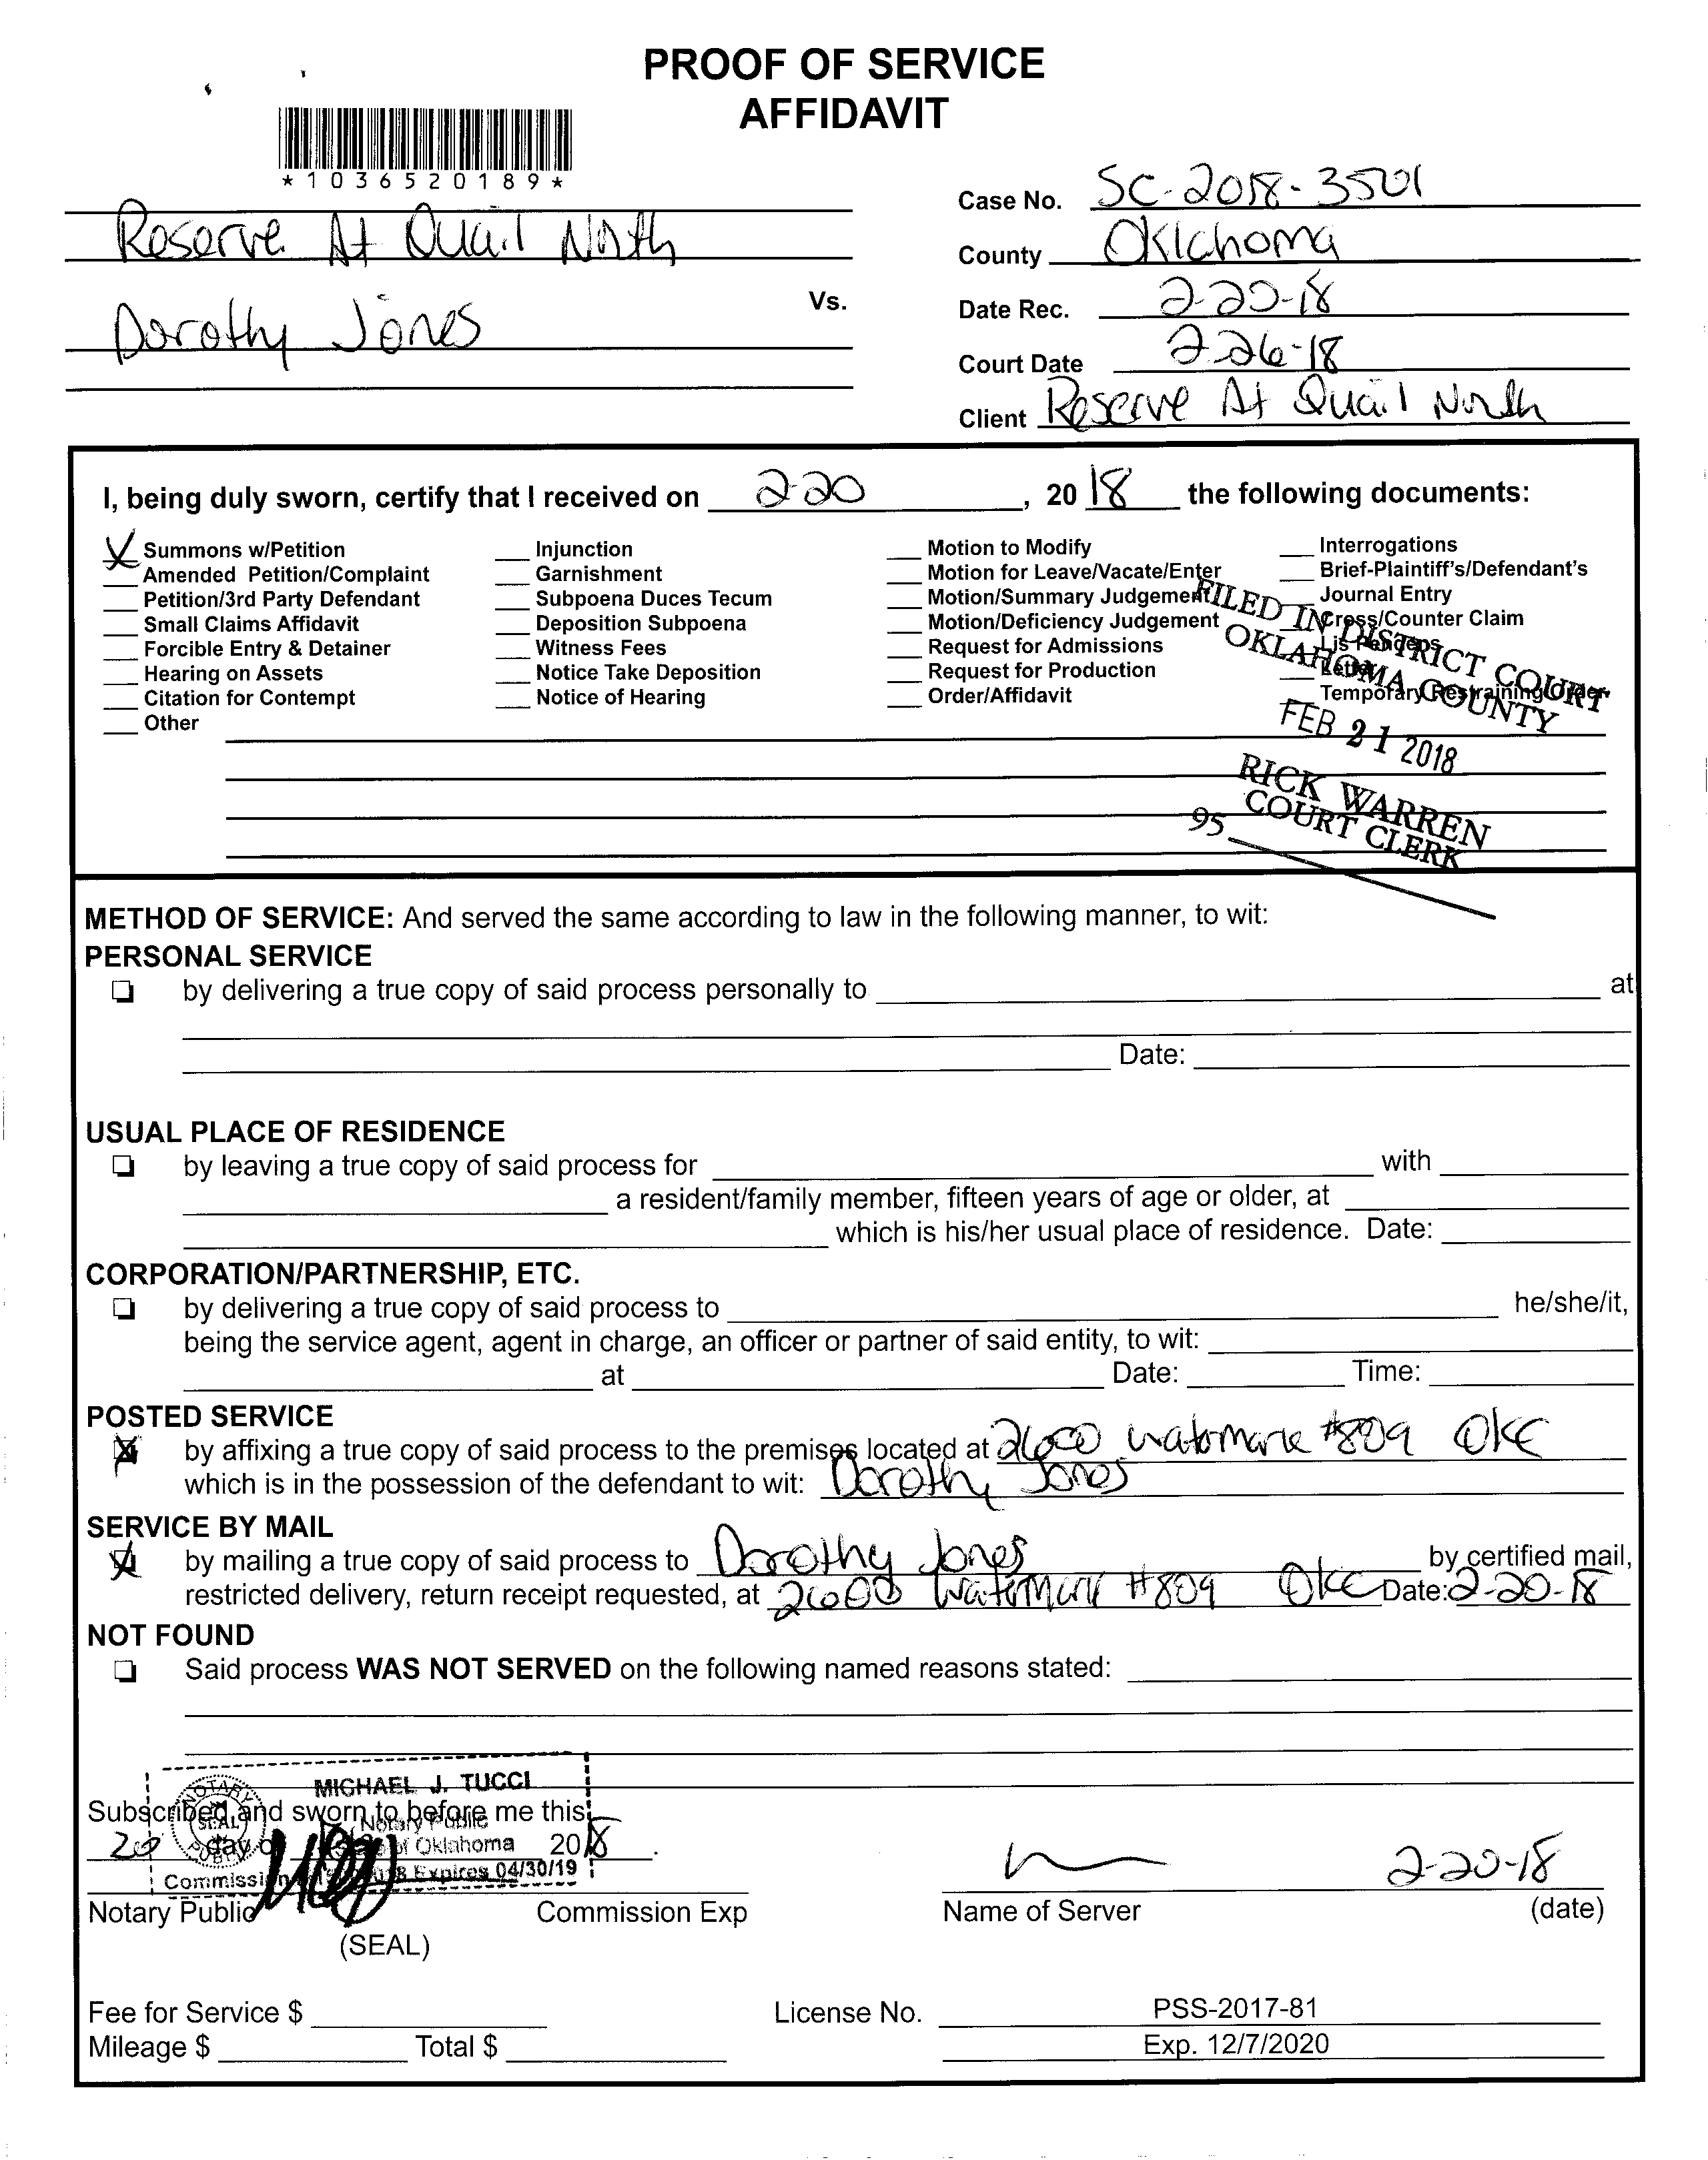 PROOF OF SERVICE
AFFIDAVIT
*1036520189*
Case No. SC-2018-3501
Reserve At Quail North
County Oklahoma
Vs.
Date Rec. 2-20-18
Dorothy Jones
Court Date 2-26-18
Client Reserve At Quail North
I, being duly sworn, certify that I received on 2-20, 2018 the following documents:
X Summons w/Petition ___ Injunction ___ Motion to Modify ___ Interrogations
___ Amended Petition/Complaint ___ Garnishment ___ Motion for Leave/Vacate/Enter ___ Brief-Plaintiff's/Defendant's
___ Petition/3rd Party Defendant ___ Subpoena Duces Tecum ___ Motion/Summary Judgement ___ Journal Entry
___ Small Claims Affidavit ___ Deposition Subpoena ___ Motion/Deficiency Judgement ___ Cross/Counter Claim
___ Forcible Entry & Detainer ___ Witness Fees ___ Request for Admissions ___ Lis Pendens
___ Hearing on Assets ___ Notice Take Deposition ___ Request for Production ___ Letter
___ Citation for Contempt ___ Notice of Hearing ___ Order/Affidavit ___ Temporary Restraining Order
___ Other
FILED IN DISTRICT COURT
OKLAHOMA COUNTY
FEB 21 2018
RICK WARREN
COURT CLERK
95
METHOD OF SERVICE: And served the same according to law in the following manner, to wit:
PERSONAL SERVICE
❏ by delivering a true copy of said process personally to ___ at
Date:
USUAL PLACE OF RESIDENCE
❏ by leaving a true copy of said process for ___ with ___
a resident/family member, fifteen years of age or older, at
which is his/her usual place of residence. Date:
CORPORATION/PARTNERSHIP, ETC.
❏ by delivering a true copy of said process to ___ he/she/it,
being the service agent, agent in charge, an officer or partner of said entity, to wit:
at ___ Date: ___ Time:
POSTED SERVICE
X by affixing a true copy of said process to the premises located at 2600 Watermark #809 OKC
which is in the possession of the defendant to wit: Dorothy Jones
SERVICE BY MAIL
X by mailing a true copy of said process to Dorothy Jones by certified mail,
restricted delivery, return receipt requested, at 2600 Watermark #809 OKC Date: 2-20-18
NOT FOUND
❏ Said process WAS NOT SERVED on the following named reasons stated:
MICHAEL J. TUCCI
Subscribed and sworn to before me this
Notary Public
NOTARY PUBLIC SEAL
20 day of 2018.
State of Oklahoma
Commission Expires 04/30/19
2-20-18
Notary Public Commission Exp Name of Server (date)
(SEAL)
Fee for Service $ ___ License No. PSS-2017-81
Mileage $ ___ Total $ ___ Exp. 12/7/2020